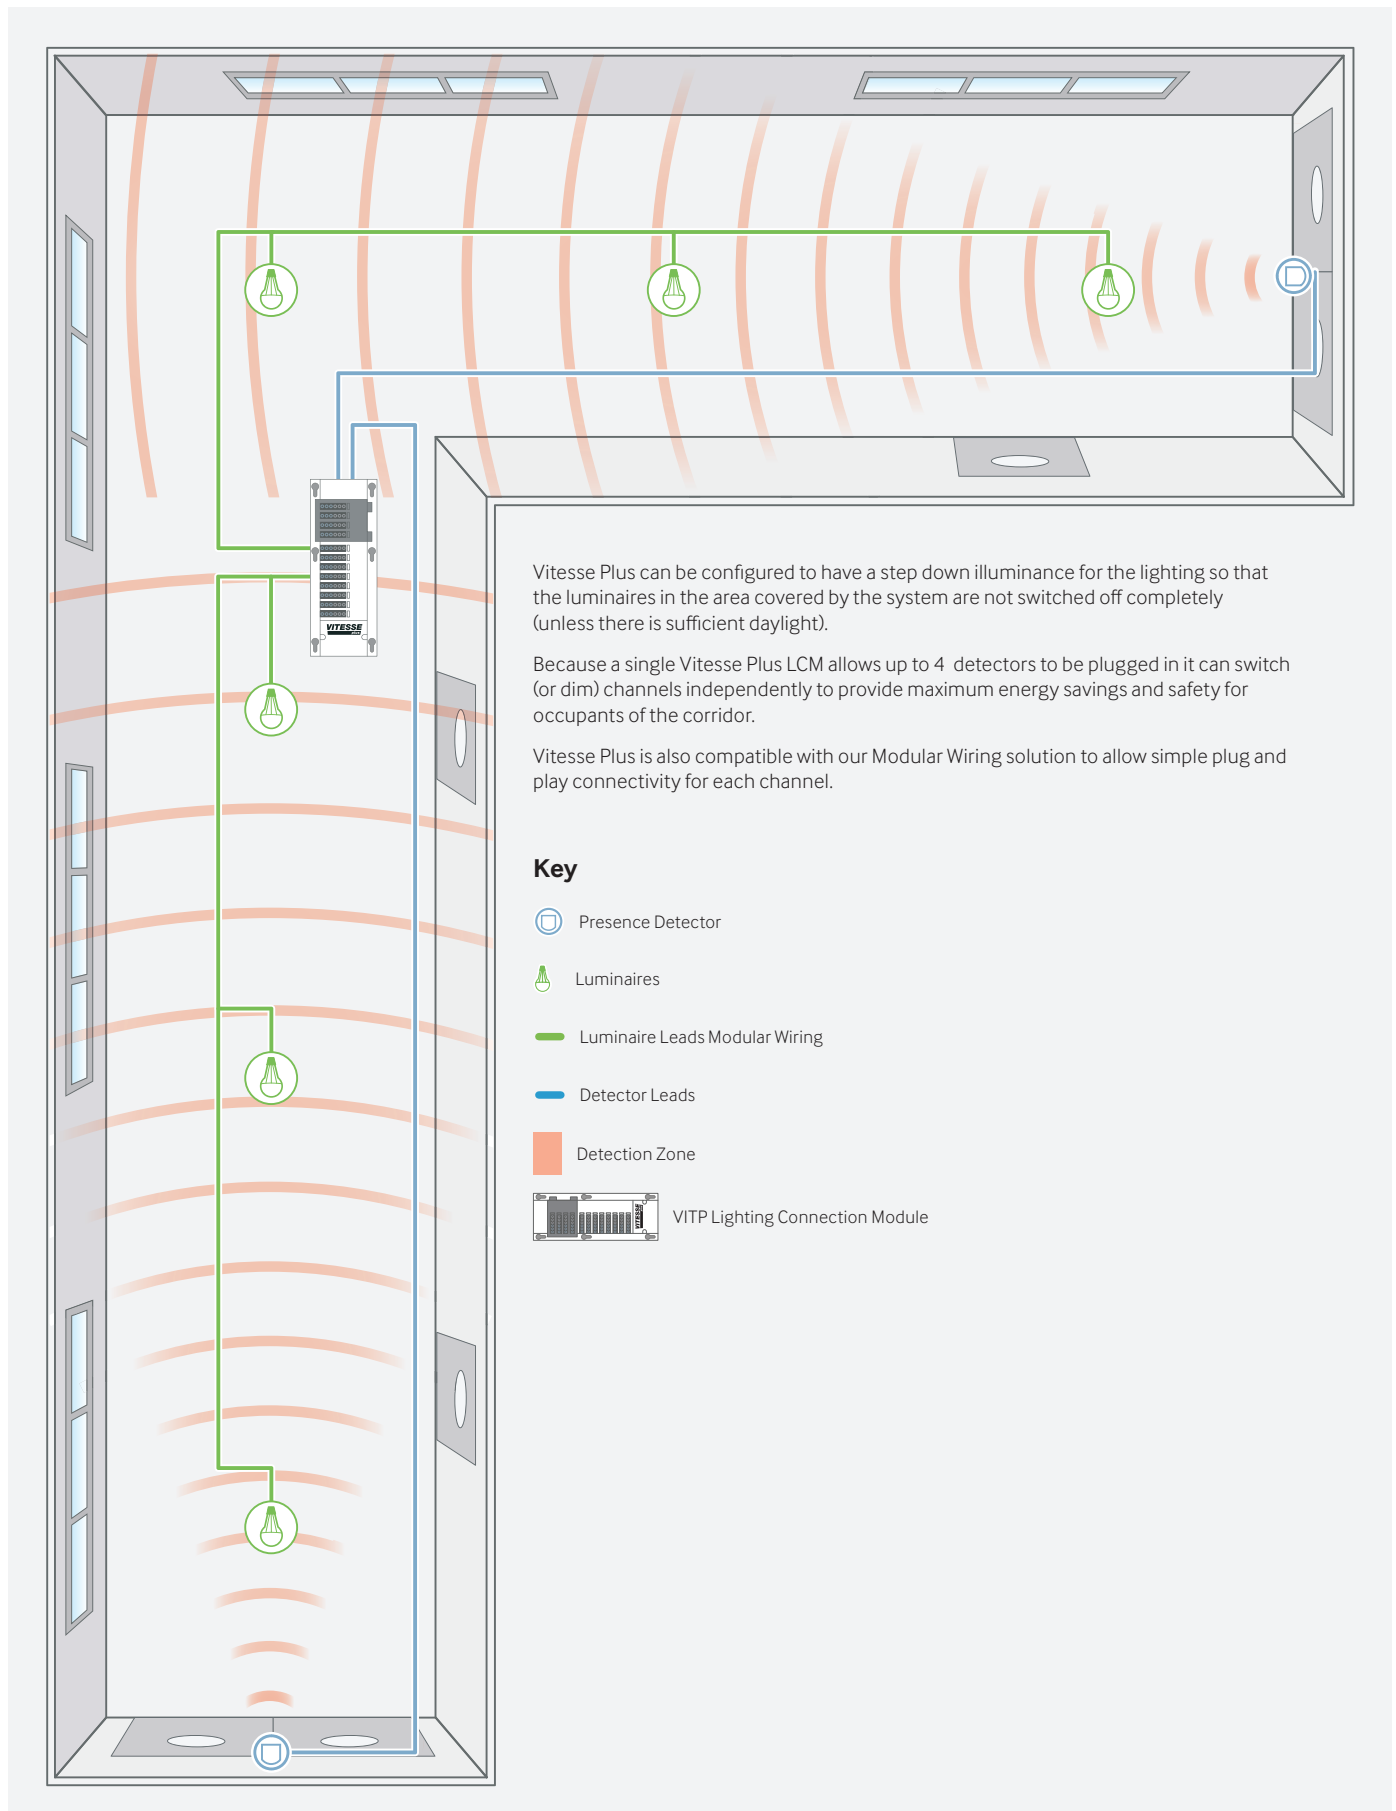 VITESSE
Vitesse Plus can be configured to have a step down illuminance for the lighting so that
the luminaires in the area covered by the system are not switched off completely
(unless there is sufficient daylight).
Because a single Vitesse Plus LCM allows up to 4 detectors to be plugged in it can switch
(or dim) channels independently to provide maximum energy savings and safety for
occupants of the corridor.
Vitesse Plus is also compatible with our Modular Wiring solution to allow simple plug and
play connectivity for each channel.
Key
Presence Detector
Luminaires
Luminaire Leads Modular Wiring
Detector Leads
Detection Zone
VITESSE
VITP Lighting Connection Module